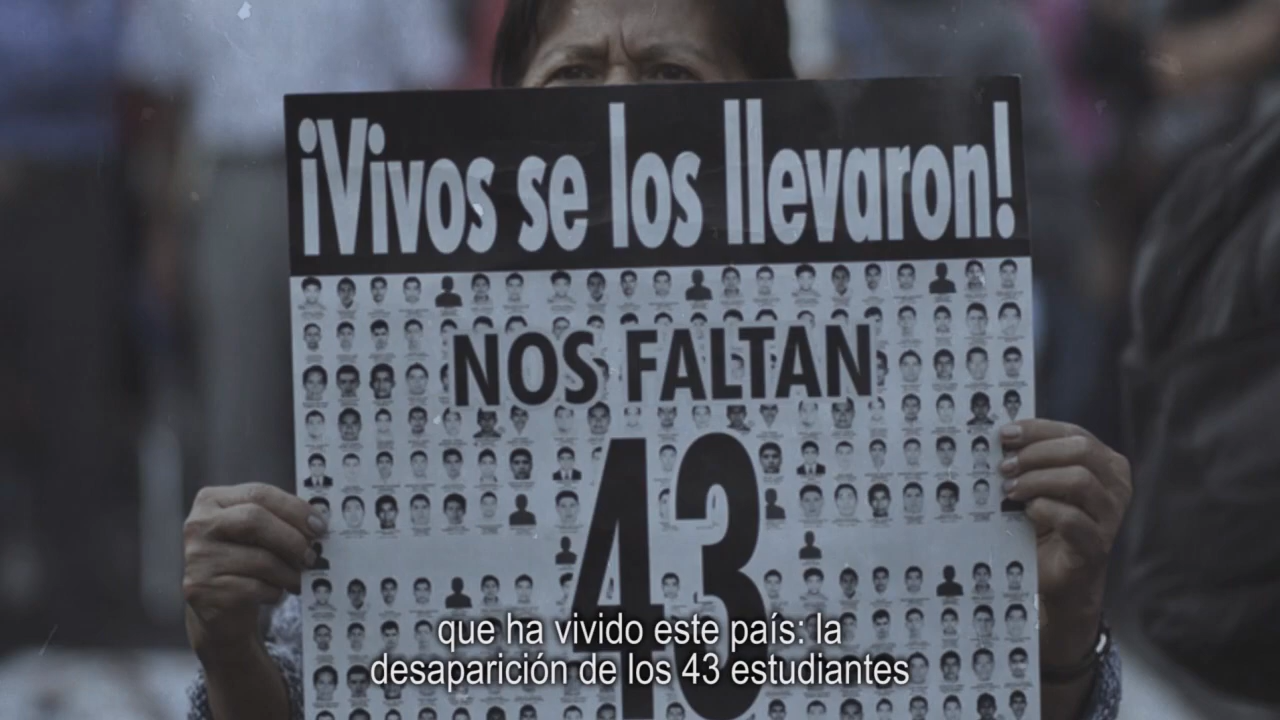 ¡Vivos se los llevaron!
NOS FALTAN
43
que ha vivido este país: la
desaparición de los 43 estudiantes